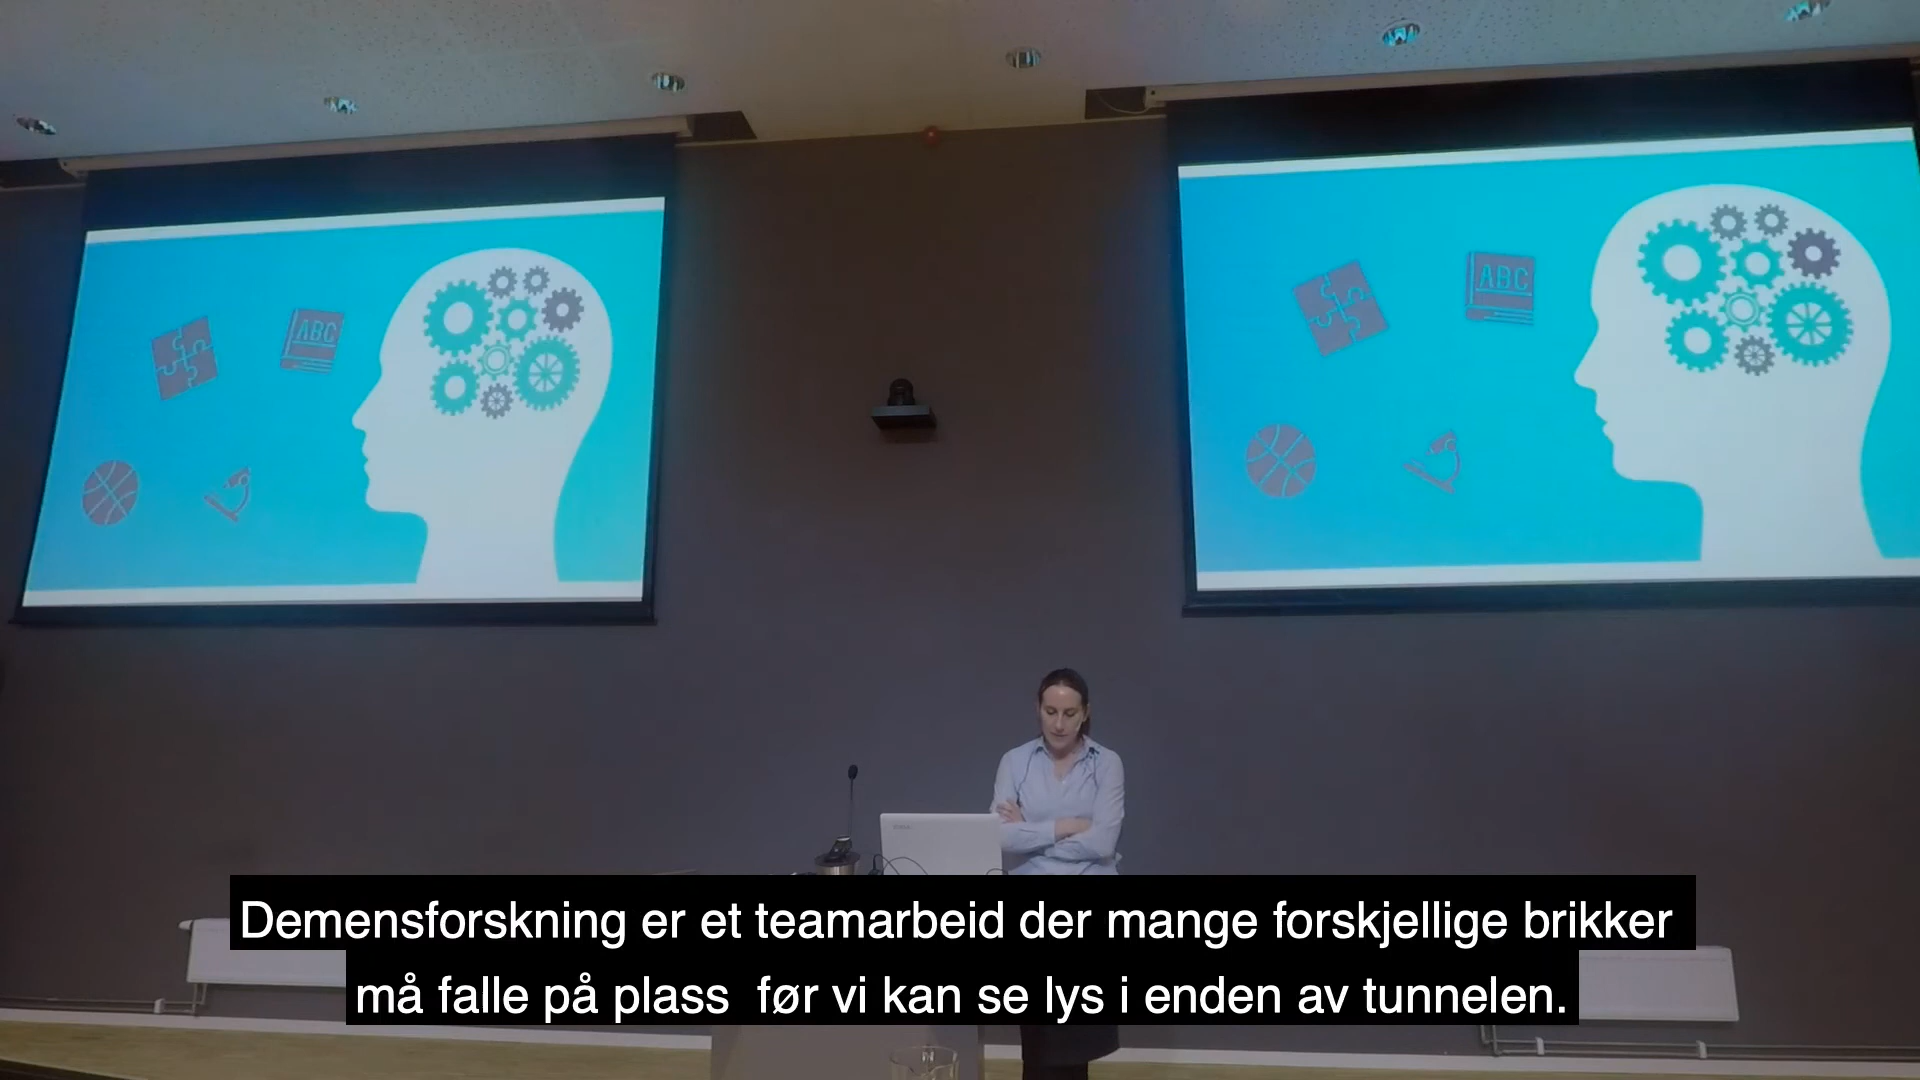 ABC
ABC
Demensforskning er et teamarbeid der mange forskjellige brikker
må falle på plass  før vi kan se lys i enden av tunnelen.